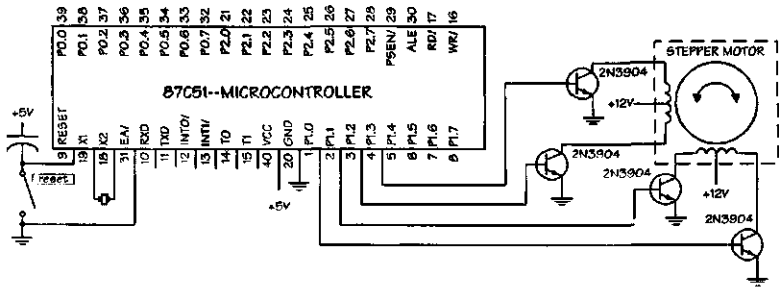 39 38 37 36 35 34 33 32 21 22 23 24 25 26 27 28 29 30 17 16
P0.0 P0.1 P0.2 P0.3 P0.4 P0.5 P0.6 P0.7 P2.0 P2.1 P2.2 P2.3 P2.4 P2.5 P2.6 P2.7 PSEN/ ALE RD/ WR/
87C51--MICROCONTROLLER
RESET X1 X2 EA/ RXD TXD INTO/ INT1/ TO T1 VCC GND P1.0 P1.1 P1.2 P1.3 P1.4 P1.5 P1.6 P1.7
9 19 18 31 10 11 12 13 14 15 40 20 1 2 3 4 5 6 7 8
+5V
reset
+5V
STEPPER MOTOR
2N3904
+12V
2N3904
2N3904
+12V
2N3904